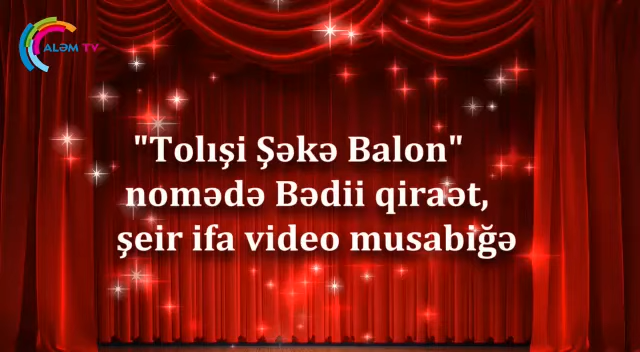 ALƏM TV
"Tolışi Şəkə Balon"
nomədə Bədii qiraət,
şeir ifa video musabiğə